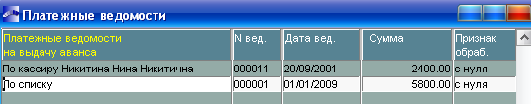 Платежные ведомости
Платежные ведомости на выдачу аванса N вед. Дата вед. Сумма Признак обраб.
По кассиру Никитина Нина Никитична 000011 20/09/2001 2400.00 с нуля
По списку 000001 01/01/2009 5800.00 с нуля